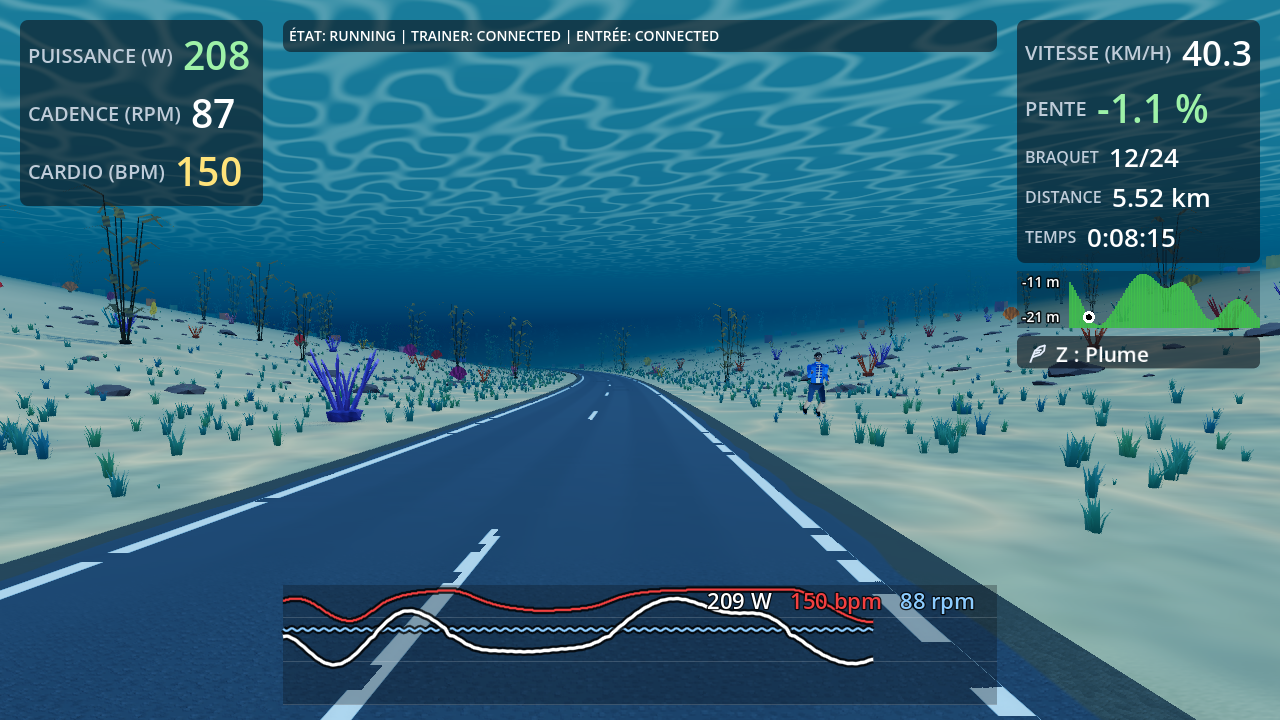 PUISSANCE (W) 208
CADENCE (RPM) 87
CARDIO (BPM) 150
ÉTAT: RUNNING | TRAINER: CONNECTED | ENTRÉE: CONNECTED
VITESSE (KM/H) 40.3
PENTE -1.1 %
BRAQUET 12/24
DISTANCE 5.52 km
TEMPS 0:08:15
-11 m
-21 m
Z : Plume
209 W 150 bpm 88 rpm